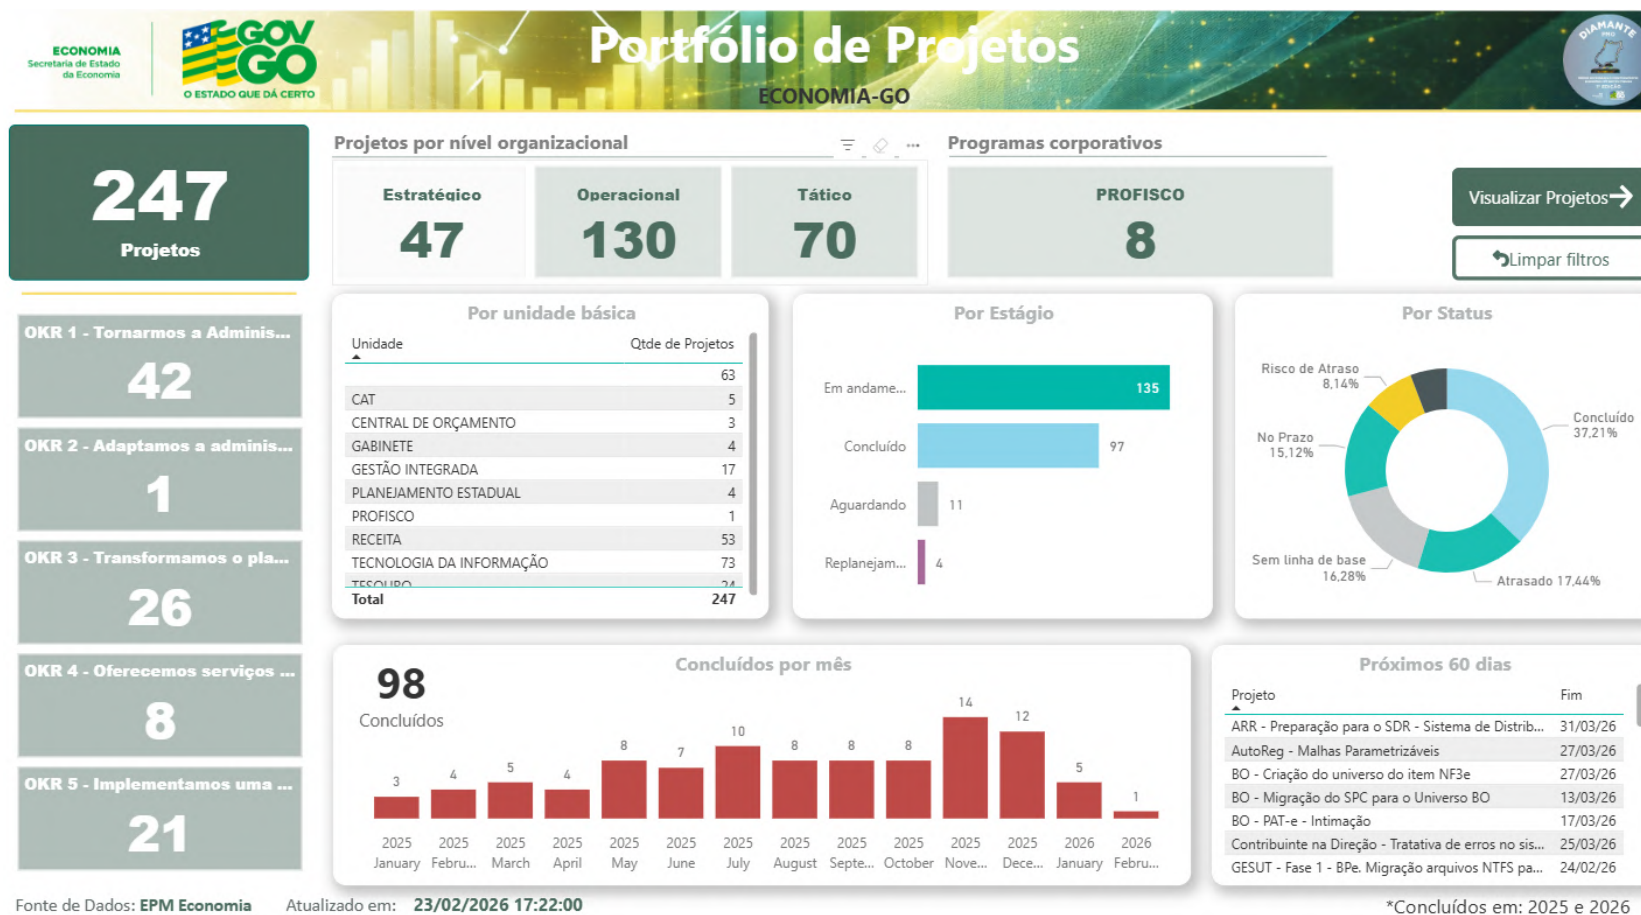 ECONOMIA
Secretaria de Estado
da Economia
GOV
GO
O ESTADO QUE DÁ CERTO
Portfólio de Projetos
ECONOMIA-GO
DIAMANTE
247
Projetos
Projetos por nível organizacional
Estratégico
47
Operacional
130
Tático
70
Programas corporativos
PROFISCO
8
Visualizar Projetos
Limpar filtros
OKR 1 - Tornarmos a Adminis...
42
OKR 2 - Adaptamos a adminis...
1
OKR 3 - Transformamos o pla...
26
OKR 4 - Oferecemos serviços ...
8
OKR 5 - Implementamos uma ...
21
Por unidade básica
Unidade Qtde de Projetos
63
CAT 5
CENTRAL DE ORÇAMENTO 3
GABINETE 4
GESTÃO INTEGRADA 17
PLANEJAMENTO ESTADUAL 4
PROFISCO 1
RECEITA 53
TECNOLOGIA DA INFORMAÇÃO 73
TESOURO 24
Total 247
Por Estágio
Em andame... 135
Concluído 97
Aguardando 11
Replanejam... 4
Por Status
Risco de Atraso
8,14%
Concluído
37,21%
No Prazo
15,12%
Sem linha de base
16,28%
Atrasado 17,44%
98
Concluídos
Concluídos por mês
3 4 5 4 8 7 10 8 8 8 14 12 5 1
2025 2025 2025 2025 2025 2025 2025 2025 2025 2025 2025 2025 2026 2026
January Febru... March April May June July August Septe... October Nove... Dece... January Febru...
Próximos 60 dias
Projeto Fim
ARR - Preparação para o SDR - Sistema de Distrib... 31/03/26
AutoReg - Malhas Parametrizáveis 27/03/26
BO - Criação do universo do item NF3e 27/03/26
BO - Migração do SPC para o Universo BO 13/03/26
BO - PAT-e - Intimação 17/03/26
Contribuinte na Direção - Tratativa de erros no sis... 25/03/26
GESUT - Fase 1 - BPe. Migração arquivos NTFS pa... 24/02/26
Fonte de Dados: EPM Economia Atualizado em: 23/02/2026 17:22:00
*Concluídos em: 2025 e 2026